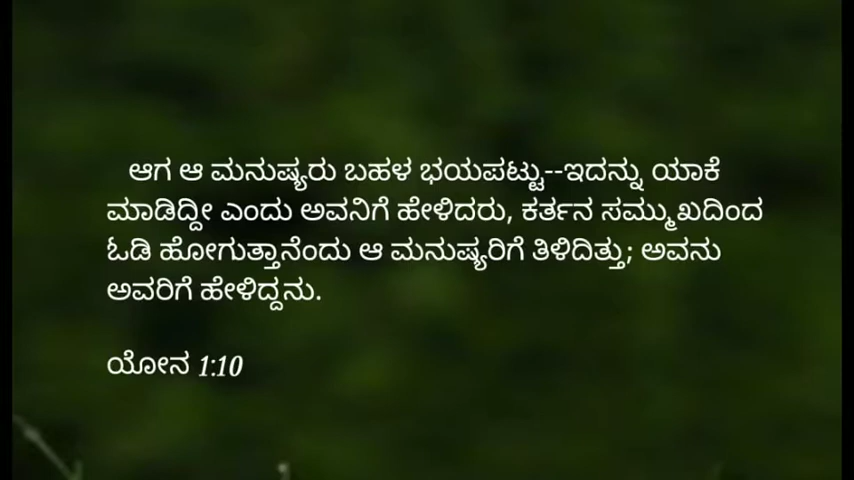 ಆಗ ಆ ಮನುಷ್ಯರು ಬಹಳ ಭಯಪಟ್ಟು--ಇದನ್ನು ಯಾಕೆ
ಮಾಡಿದ್ದೀ ಎಂದು ಅವನಿಗೆ ಹೇಳಿದರು, ಕರ್ತನ ಸಮ್ಮುಖದಿಂದ
ಓಡಿ ಹೋಗುತ್ತಾನೆಂದು ಆ ಮನುಷ್ಯರಿಗೆ ತಿಳಿದಿತ್ತು; ಅವನು
ಅವರಿಗೆ ಹೇಳಿದ್ದನು.
ಯೋನ 1:10